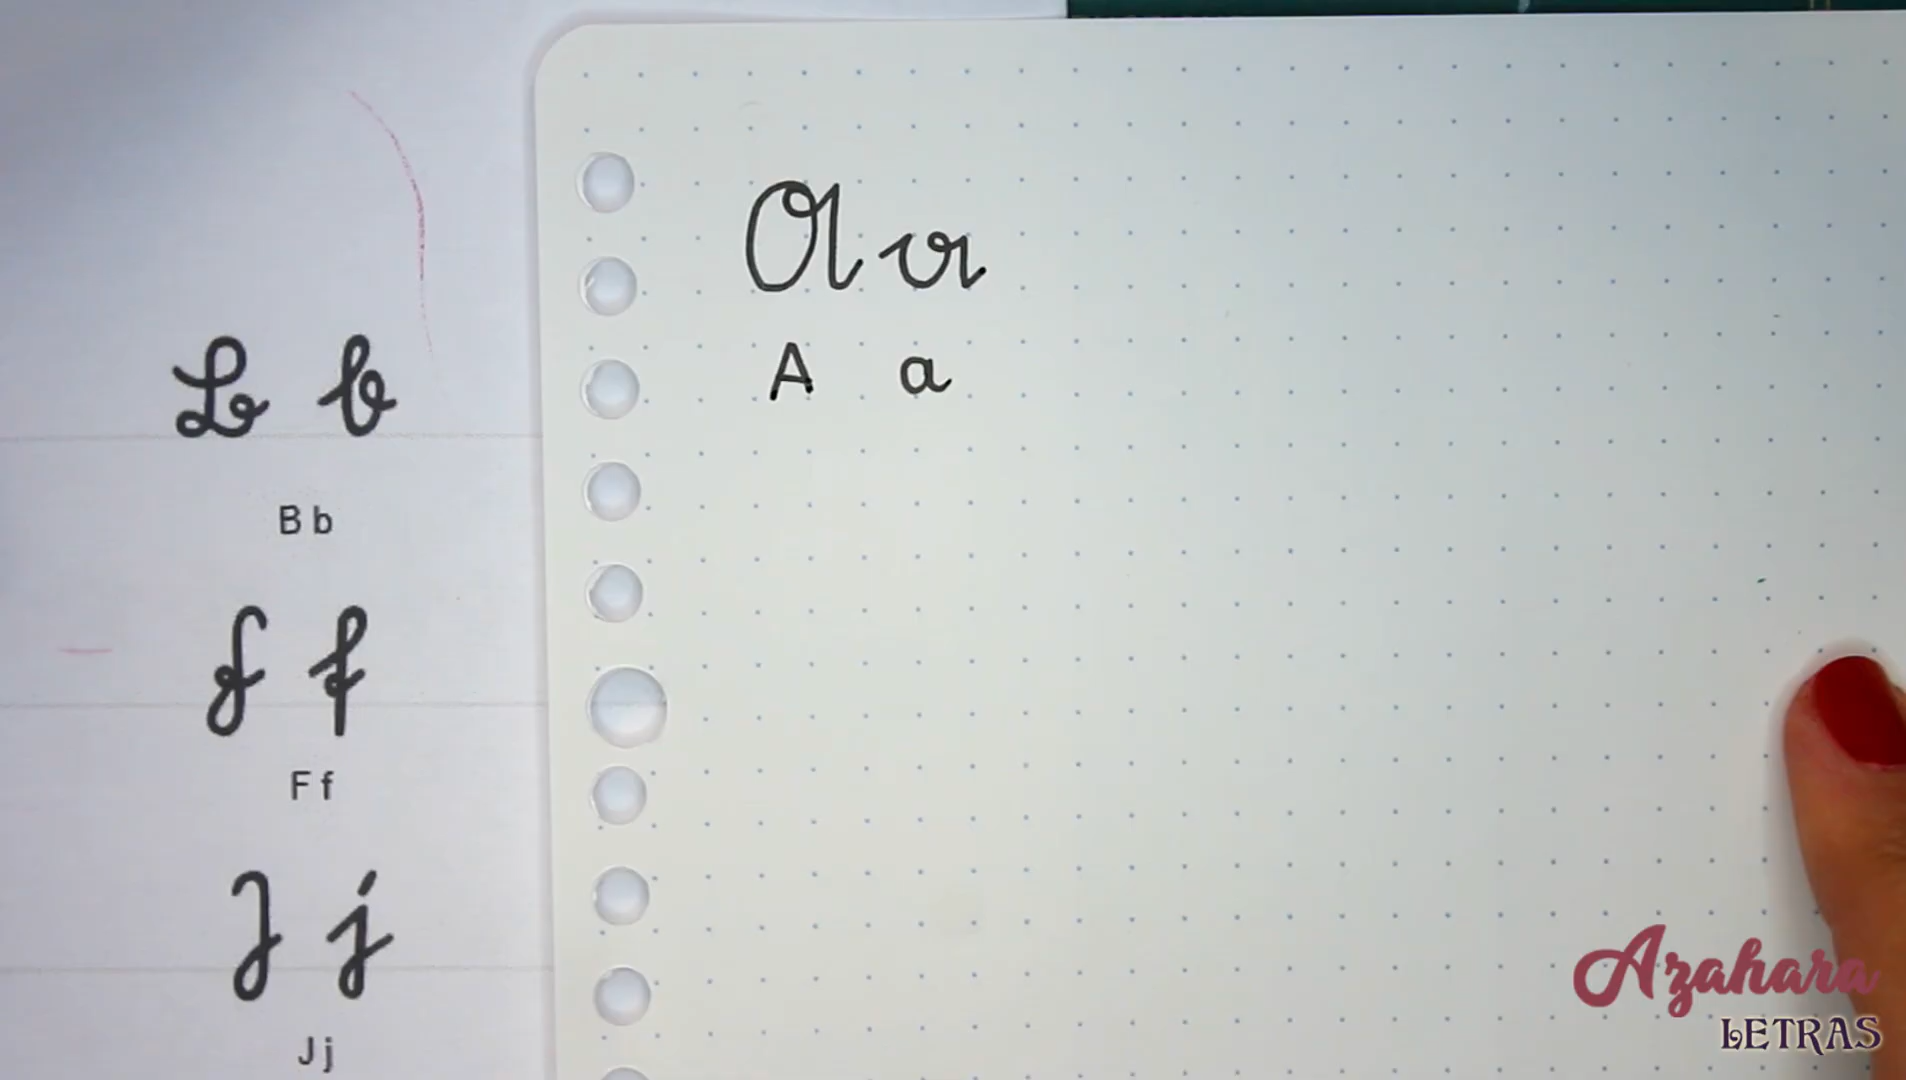 B b
B b
F f
F f
J j
J j
A a
A a
Azahara
LETRAS